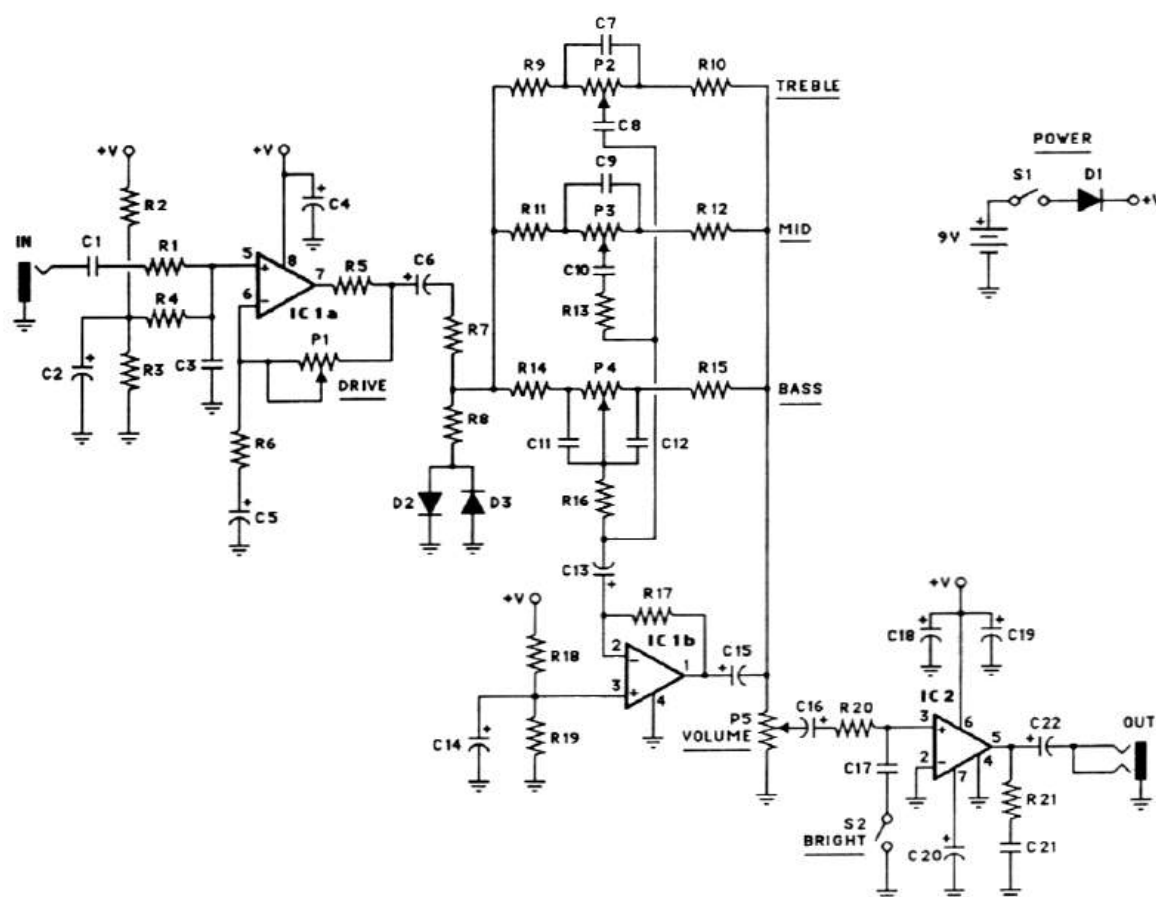 C7
R9 P2 R10
TREBLE
C8
+V
+V
POWER
S1 D1
+V
9V
R2
C4
C9
R11 P3 R12
MID
IN
C1 R1
5 8
7 R5 C6
C10
R4
6
IC1a
R13
P1
R7
C2 R3 C3
DRIVE
R14 P4 R15
BASS
R6
R8
C11 C12
D2 D3
R16
C5
C13
+V
R17
+V
IC1b
C18 C19
R18
2
1 C15
3
4
IC2
C14 R19
P5
VOLUME
C16 R20
3 6
5 C22 OUT
2
7 4
C17
R21
S2
BRIGHT
C20 C21